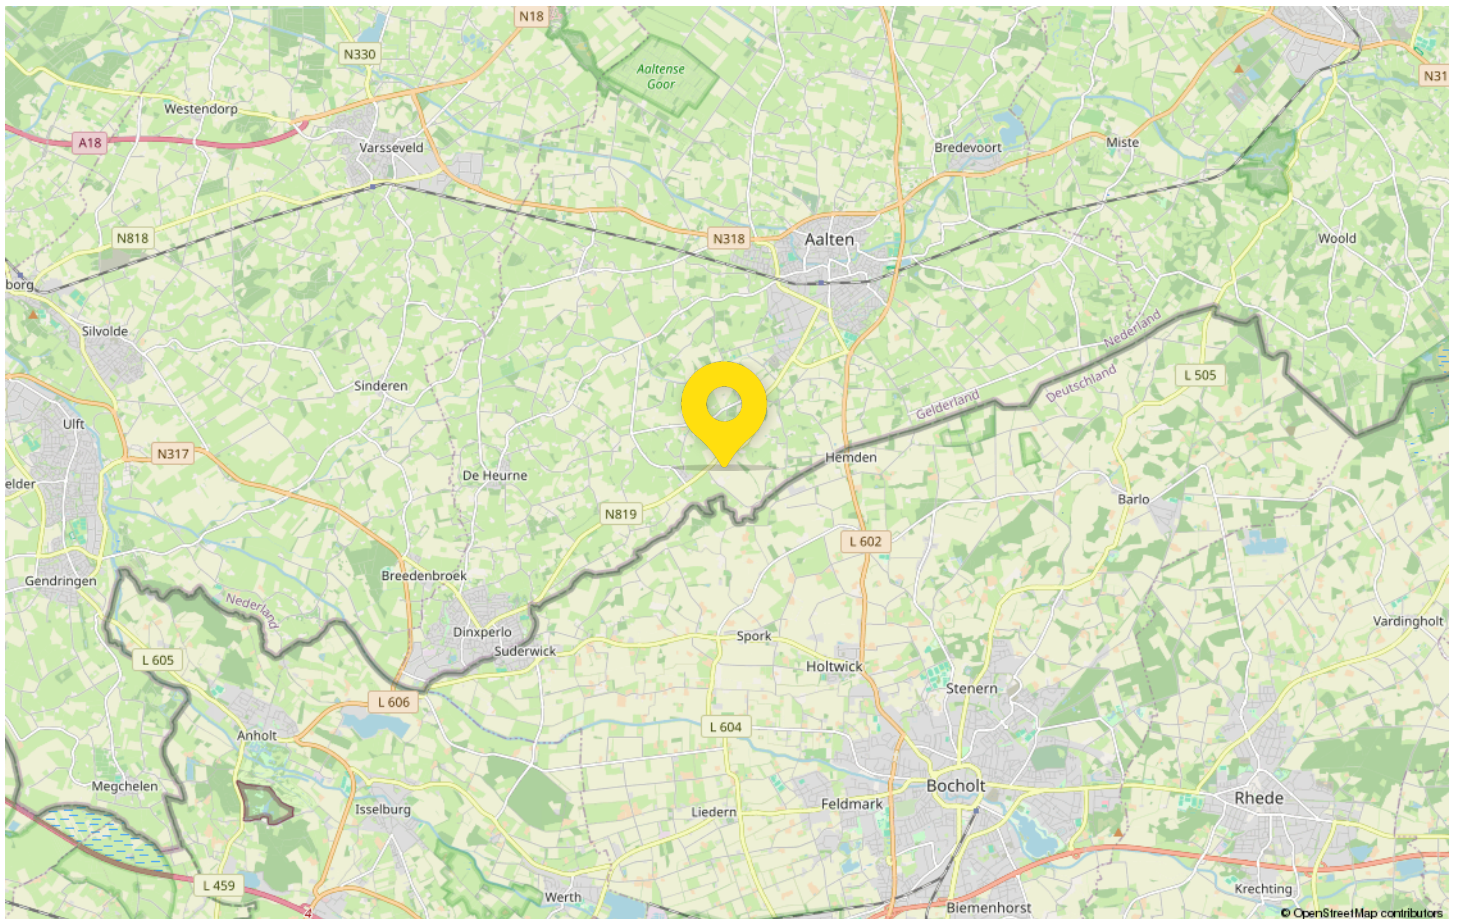 N18
N330
Aaltense
Goor
N31
Westendorp
A18
Varsseveld
Bredevoort
Miste
N818
N318
Aalten
Woold
borg
Silvolde
Nederland
Sinderen
L 505
Deutschland
Gelderland
Ulft
N317
Hemden
De Heurne
elder
Barlo
N819
L 602
Breedenbroek
Gendringen
Nederland
Vardingholt
Dinxperlo
Spork
Suderwick
L 605
Holtwick
Stenern
L 606
L 604
Anholt
Megchelen
Bocholt
Rhede
Feldmark
Isselburg
Liedern
L 459
Krechting
Werth
Biemenhorst
4
© OpenStreetMap contributors